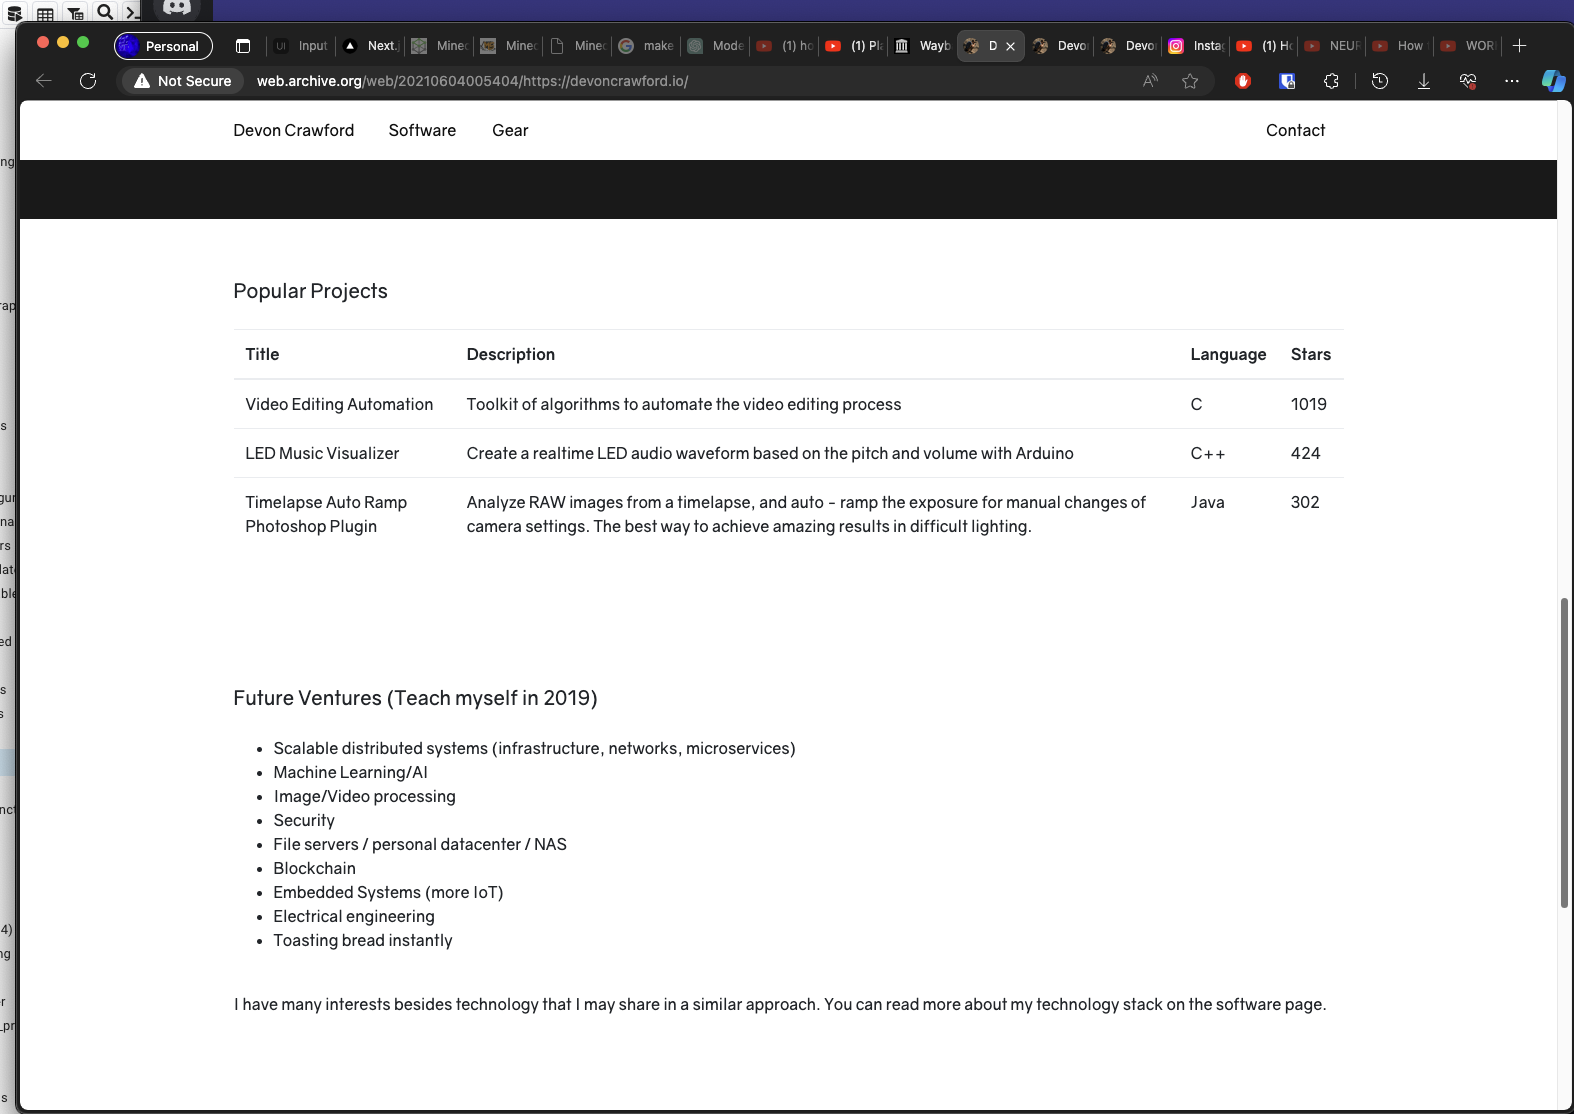 Personal
Input
Next.j
Minec
Minec
Minec
make
Mode
(1) ho
(1) Pl
Wayb
D
Devo
Devo
Insta
(1) Ho
NEUR
How
WOR
Not Secure
web.archive.org/web/20210604005404/https://devoncrawford.io/
Devon Crawford
Software
Gear
Contact
Popular Projects
Title Description Language Stars
Video Editing Automation Toolkit of algorithms to automate the video editing process C 1019
LED Music Visualizer Create a realtime LED audio waveform based on the pitch and volume with Arduino C++ 424
Timelapse Auto Ramp Analyze RAW images from a timelapse, and auto - ramp the exposure for manual changes of Java 302
Photoshop Plugin camera settings. The best way to achieve amazing results in difficult lighting.
Future Ventures (Teach myself in 2019)
• Scalable distributed systems (infrastructure, networks, microservices)
• Machine Learning/AI
• Image/Video processing
• Security
• File servers / personal datacenter / NAS
• Blockchain
• Embedded Systems (more IoT)
• Electrical engineering
• Toasting bread instantly
I have many interests besides technology that I may share in a similar approach. You can read more about my technology stack on the software page.